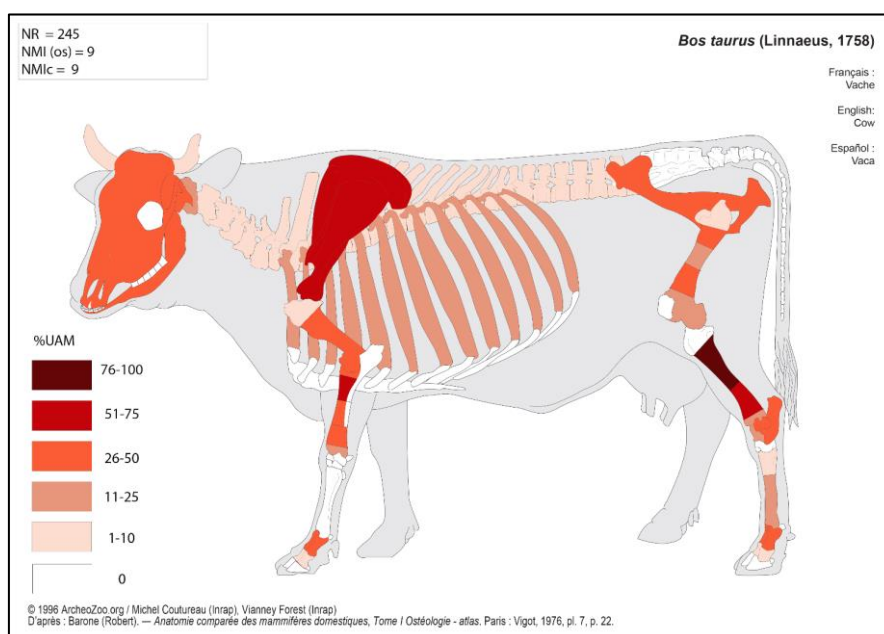 NR = 245
NMI (os) = 9
NMIc = 9
Bos taurus (Linnaeus, 1758)
Français :
Vache
English:
Cow
Español :
Vaca
%UAM
76-100
51-75
26-50
11-25
1-10
0
© 1996 ArcheoZoo.org / Michel Coutureau (Inrap), Vianney Forest (Inrap)
D'après : Barone (Robert). — Anatomie comparée des mammifères domestiques, Tome I Ostéologie - atlas. Paris : Vigot, 1976, pl. 7, p. 22.